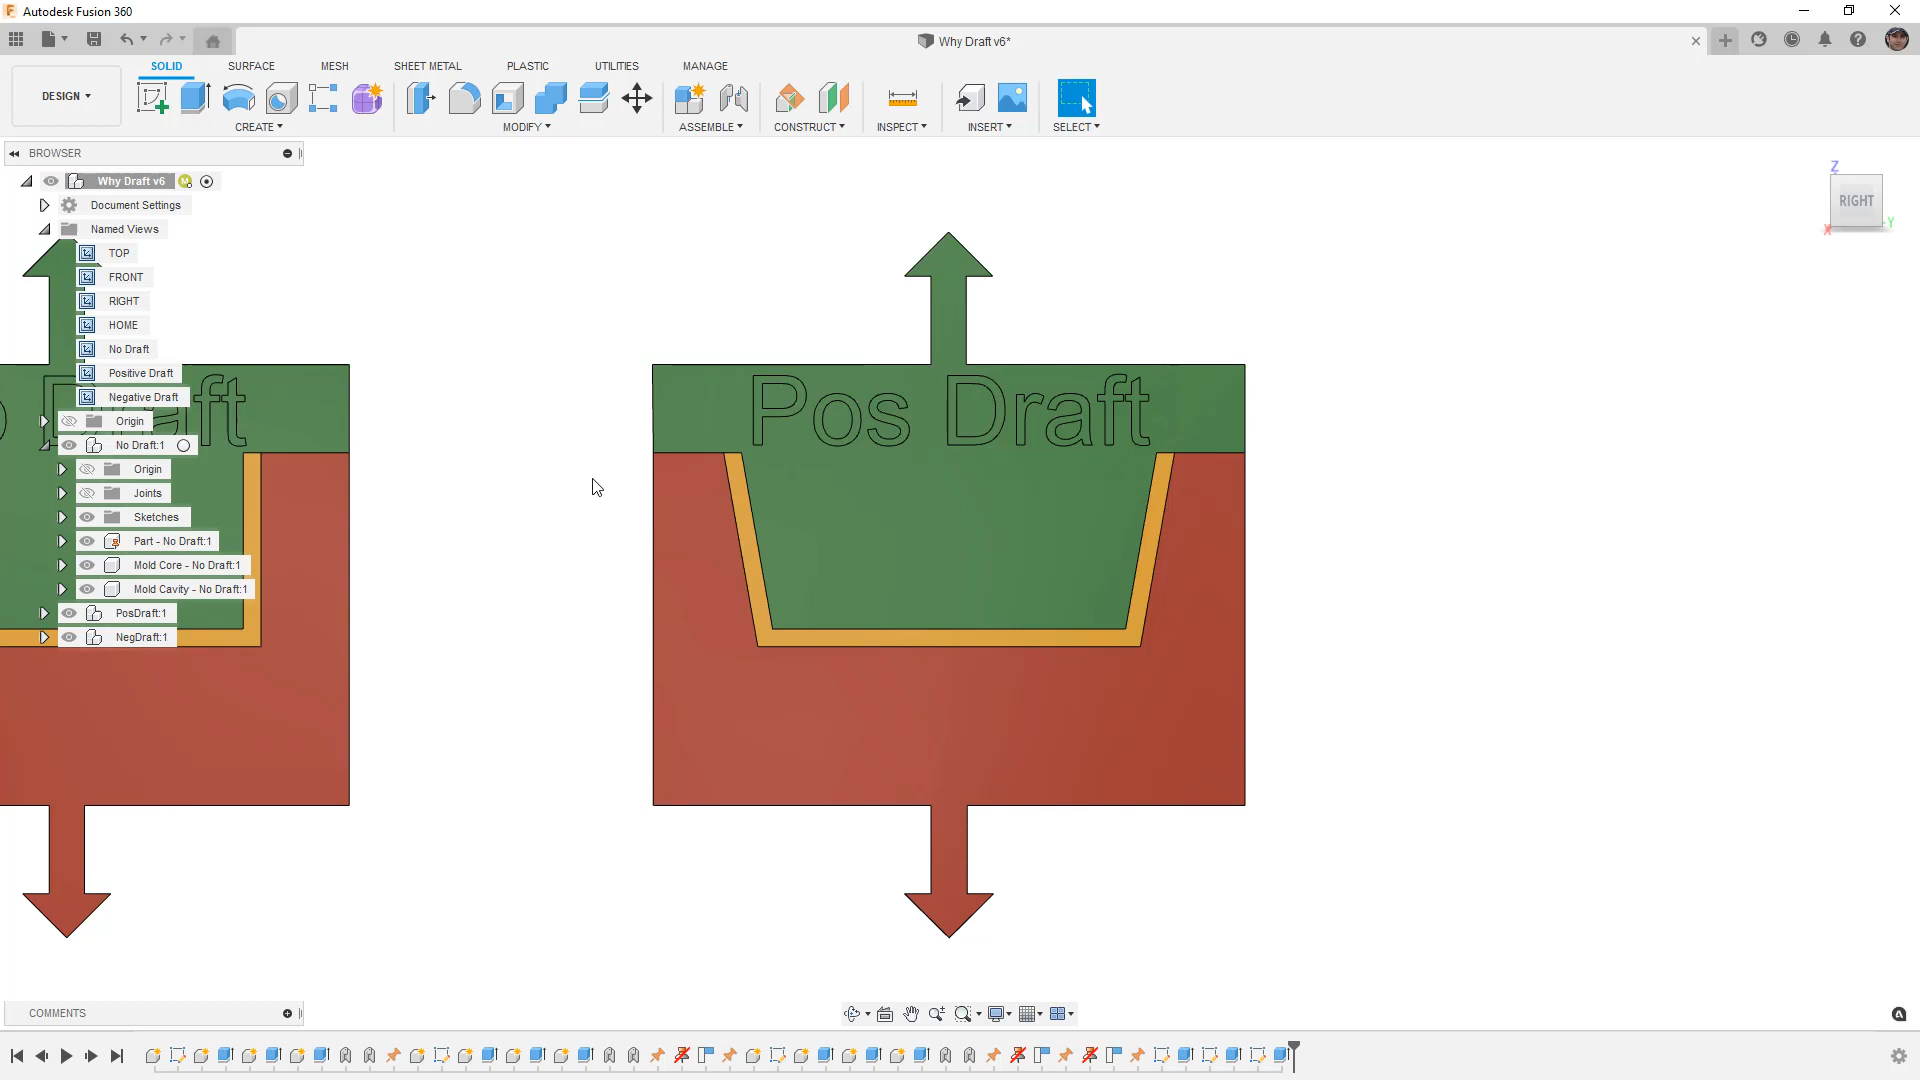 Autodesk Fusion 360
Why Draft v6*
SOLID SURFACE MESH SHEET METAL PLASTIC UTILITIES MANAGE
DESIGN
CREATE MODIFY ASSEMBLE CONSTRUCT INSPECT INSERT SELECT
BROWSER
Why Draft v6
Document Settings
Named Views
TOP
FRONT
RIGHT
HOME
No Draft
Positive Draft
Negative Draft
Origin
No Draft:1
Origin
Joints
Sketches
Part - No Draft:1
Mold Core - No Draft:1
Mold Cavity - No Draft:1
PosDraft:1
NegDraft:1
Pos Draft
Z
RIGHT
X
Y
COMMENTS